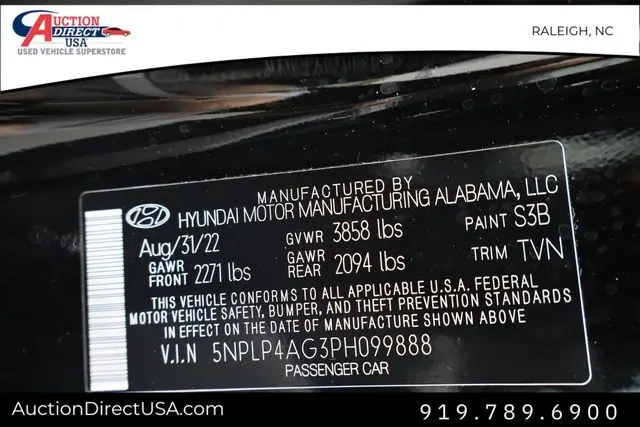 AUCTION
DIRECT
USA
USED VEHICLE SUPERSTORE
RALEIGH, NC
MANUFACTURED BY
HYUNDAI MOTOR MANUFACTURING ALABAMA, LLC
Aug/31/22 GVWR 3858 lbs PAINT S3B
GAWR FRONT 2271 lbs GAWR REAR 2094 lbs TRIM TVN
THIS VEHICLE CONFORMS TO ALL APPLICABLE U.S.A. FEDERAL
MOTOR VEHICLE SAFETY, BUMPER, AND THEFT PREVENTION STANDARDS
IN EFFECT ON THE DATE OF MANUFACTURE SHOWN ABOVE
V.I.N 5NPLP4AG3PH099888
PASSENGER CAR
AuctionDirectUSA.com
919.789.6900